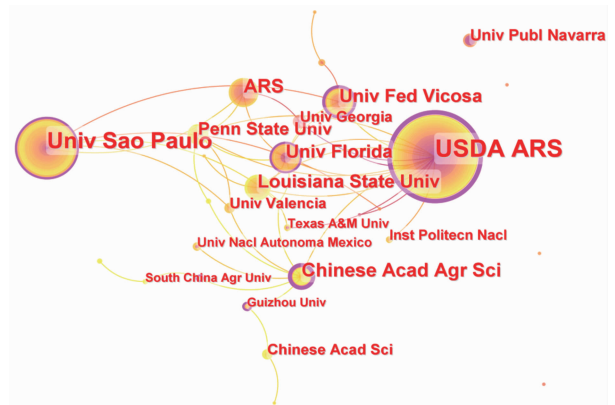 Univ Publ Navarra
ARS
Univ Fed Vicosa
Univ Georgia
Penn State Univ
Univ Sao Paulo
Univ Florida
USDA ARS
Louisiana State Univ
Univ Valencia
Texas A&M Univ
Inst Politecn Nacl
Univ Nacl Autonoma Mexico
Chinese Acad Agr Sci
South China Agr Univ
Guizhou Univ
Chinese Acad Sci